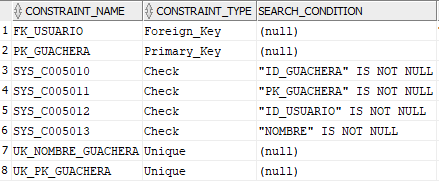 CONSTRAINT_NAME CONSTRAINT_TYPE SEARCH_CONDITION
1 FK_USUARIO Foreign_Key (null)
2 PK_GUACHERA Primary_Key (null)
3 SYS_C005010 Check "ID_GUACHERA" IS NOT NULL
4 SYS_C005011 Check "PK_GUACHERA" IS NOT NULL
5 SYS_C005012 Check "ID_USUARIO" IS NOT NULL
6 SYS_C005013 Check "NOMBRE" IS NOT NULL
7 UK_NOMBRE_GUACHERA Unique (null)
8 UK_PK_GUACHERA Unique (null)